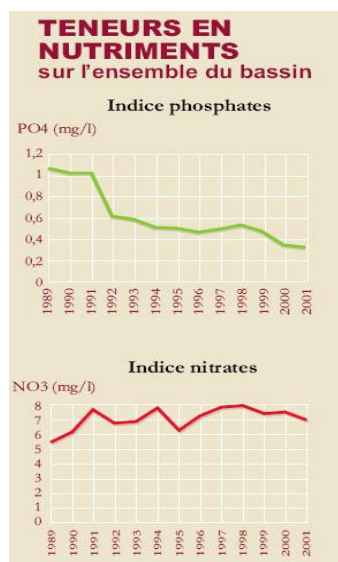 TENEURS EN
NUTRIMENTS
sur l'ensemble du bassin
Indice phosphates
PO4 (mg/l)
1,2
1
0,8
0,6
0,4
0,2
0
1989 1990 1991 1992 1993 1994 1995 1996 1997 1998 1999 2000 2001
Indice nitrates
NO3 (mg/l)
8
7
6
5
4
3
2
1
0
1989 1990 1991 1992 1993 1994 1995 1996 1997 1998 1999 2000 2001